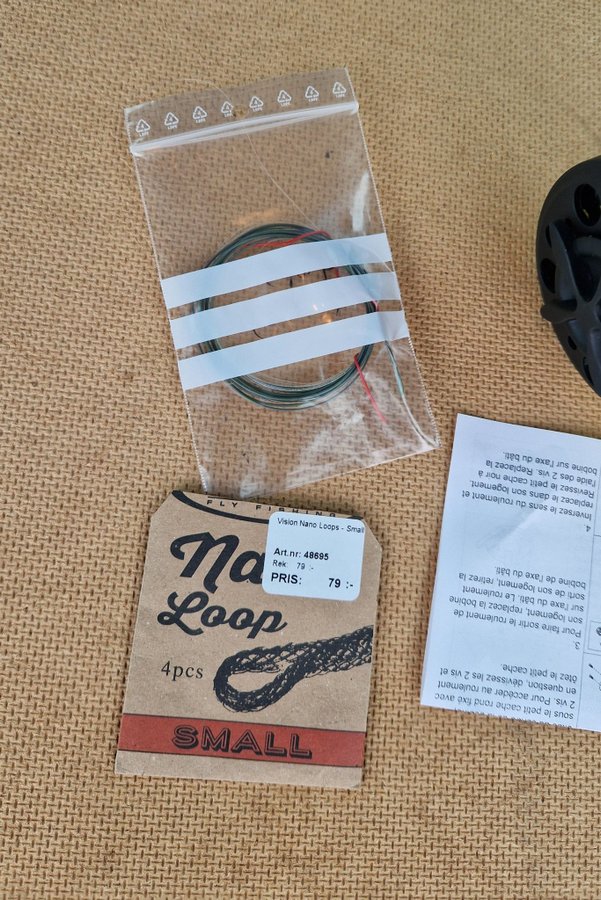 FLY FISHING
Vision Nano Loops - Small
Art.nr: 48695
Rek: 79 :-
PRIS: 79 :-
Loop
4pcs
SMALL
sous le petit cache rond fixé avec
2 vis. Pour accéder au roulement
en question, dévissez les 2 vis et
ôtez le petit cache.
3.
Pour faire sortir le roulement de
son logement, replacez la bobine
sur l'axe du bâti. Le roulement
sorti de son logement, retirez la
bobine de l'axe du bâti.
4
Inversez le sens du roulement et
replacez le dans son logement.
Revissez le petit cache noir à
l'aide des 2 vis. Replacez la
bobine sur l'axe du bâti.